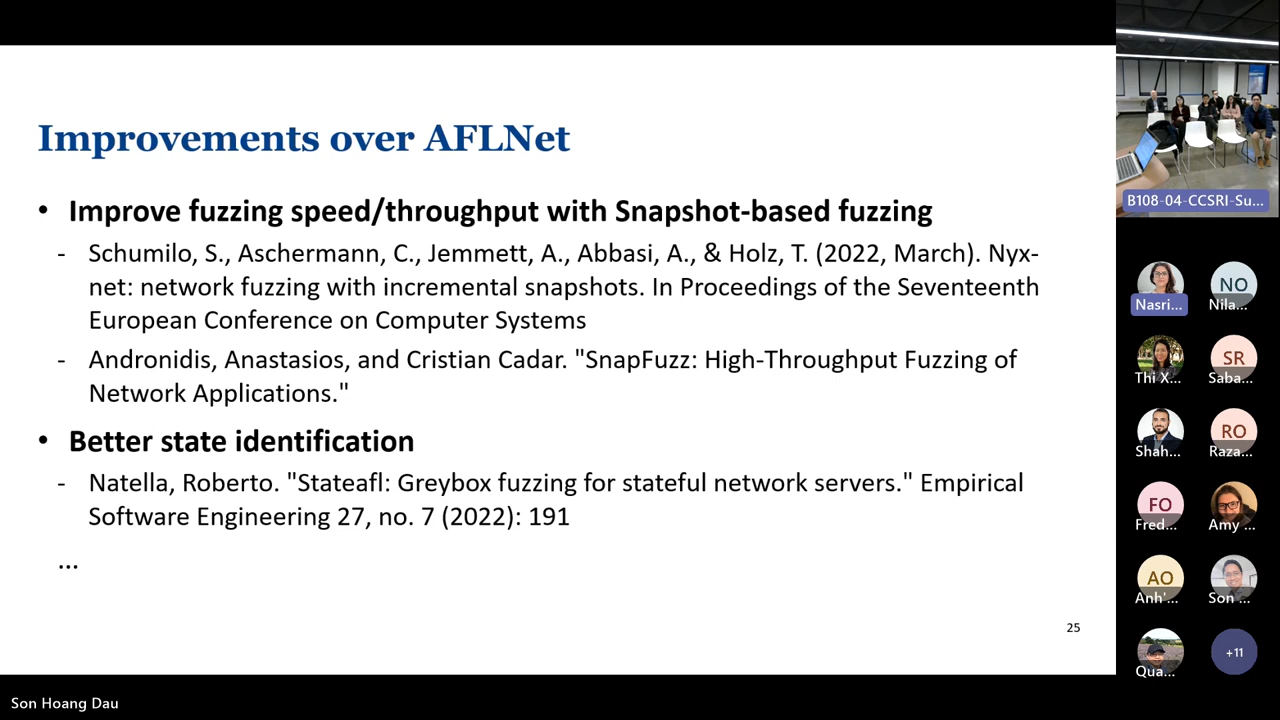 Improvements over AFLNet
• Improve fuzzing speed/throughput with Snapshot-based fuzzing
- Schumilo, S., Aschermann, C., Jemmett, A., Abbasi, A., & Holz, T. (2022, March). Nyx-
net: network fuzzing with incremental snapshots. In Proceedings of the Seventeenth
European Conference on Computer Systems
- Andronidis, Anastasios, and Cristian Cadar. "SnapFuzz: High-Throughput Fuzzing of
Network Applications."
• Better state identification
- Natella, Roberto. "Stateafl: Greybox fuzzing for stateful network servers." Empirical
Software Engineering 27, no. 7 (2022): 191
...
25
Son Hoang Dau
B108-04-CCSRI-Su...
Nasri...
NO
Nila...
Thi X...
SR
Saba...
Shah...
RO
Raza...
FO
Fred...
Amy ...
AO
Anh'...
Son ...
Qua...
+11